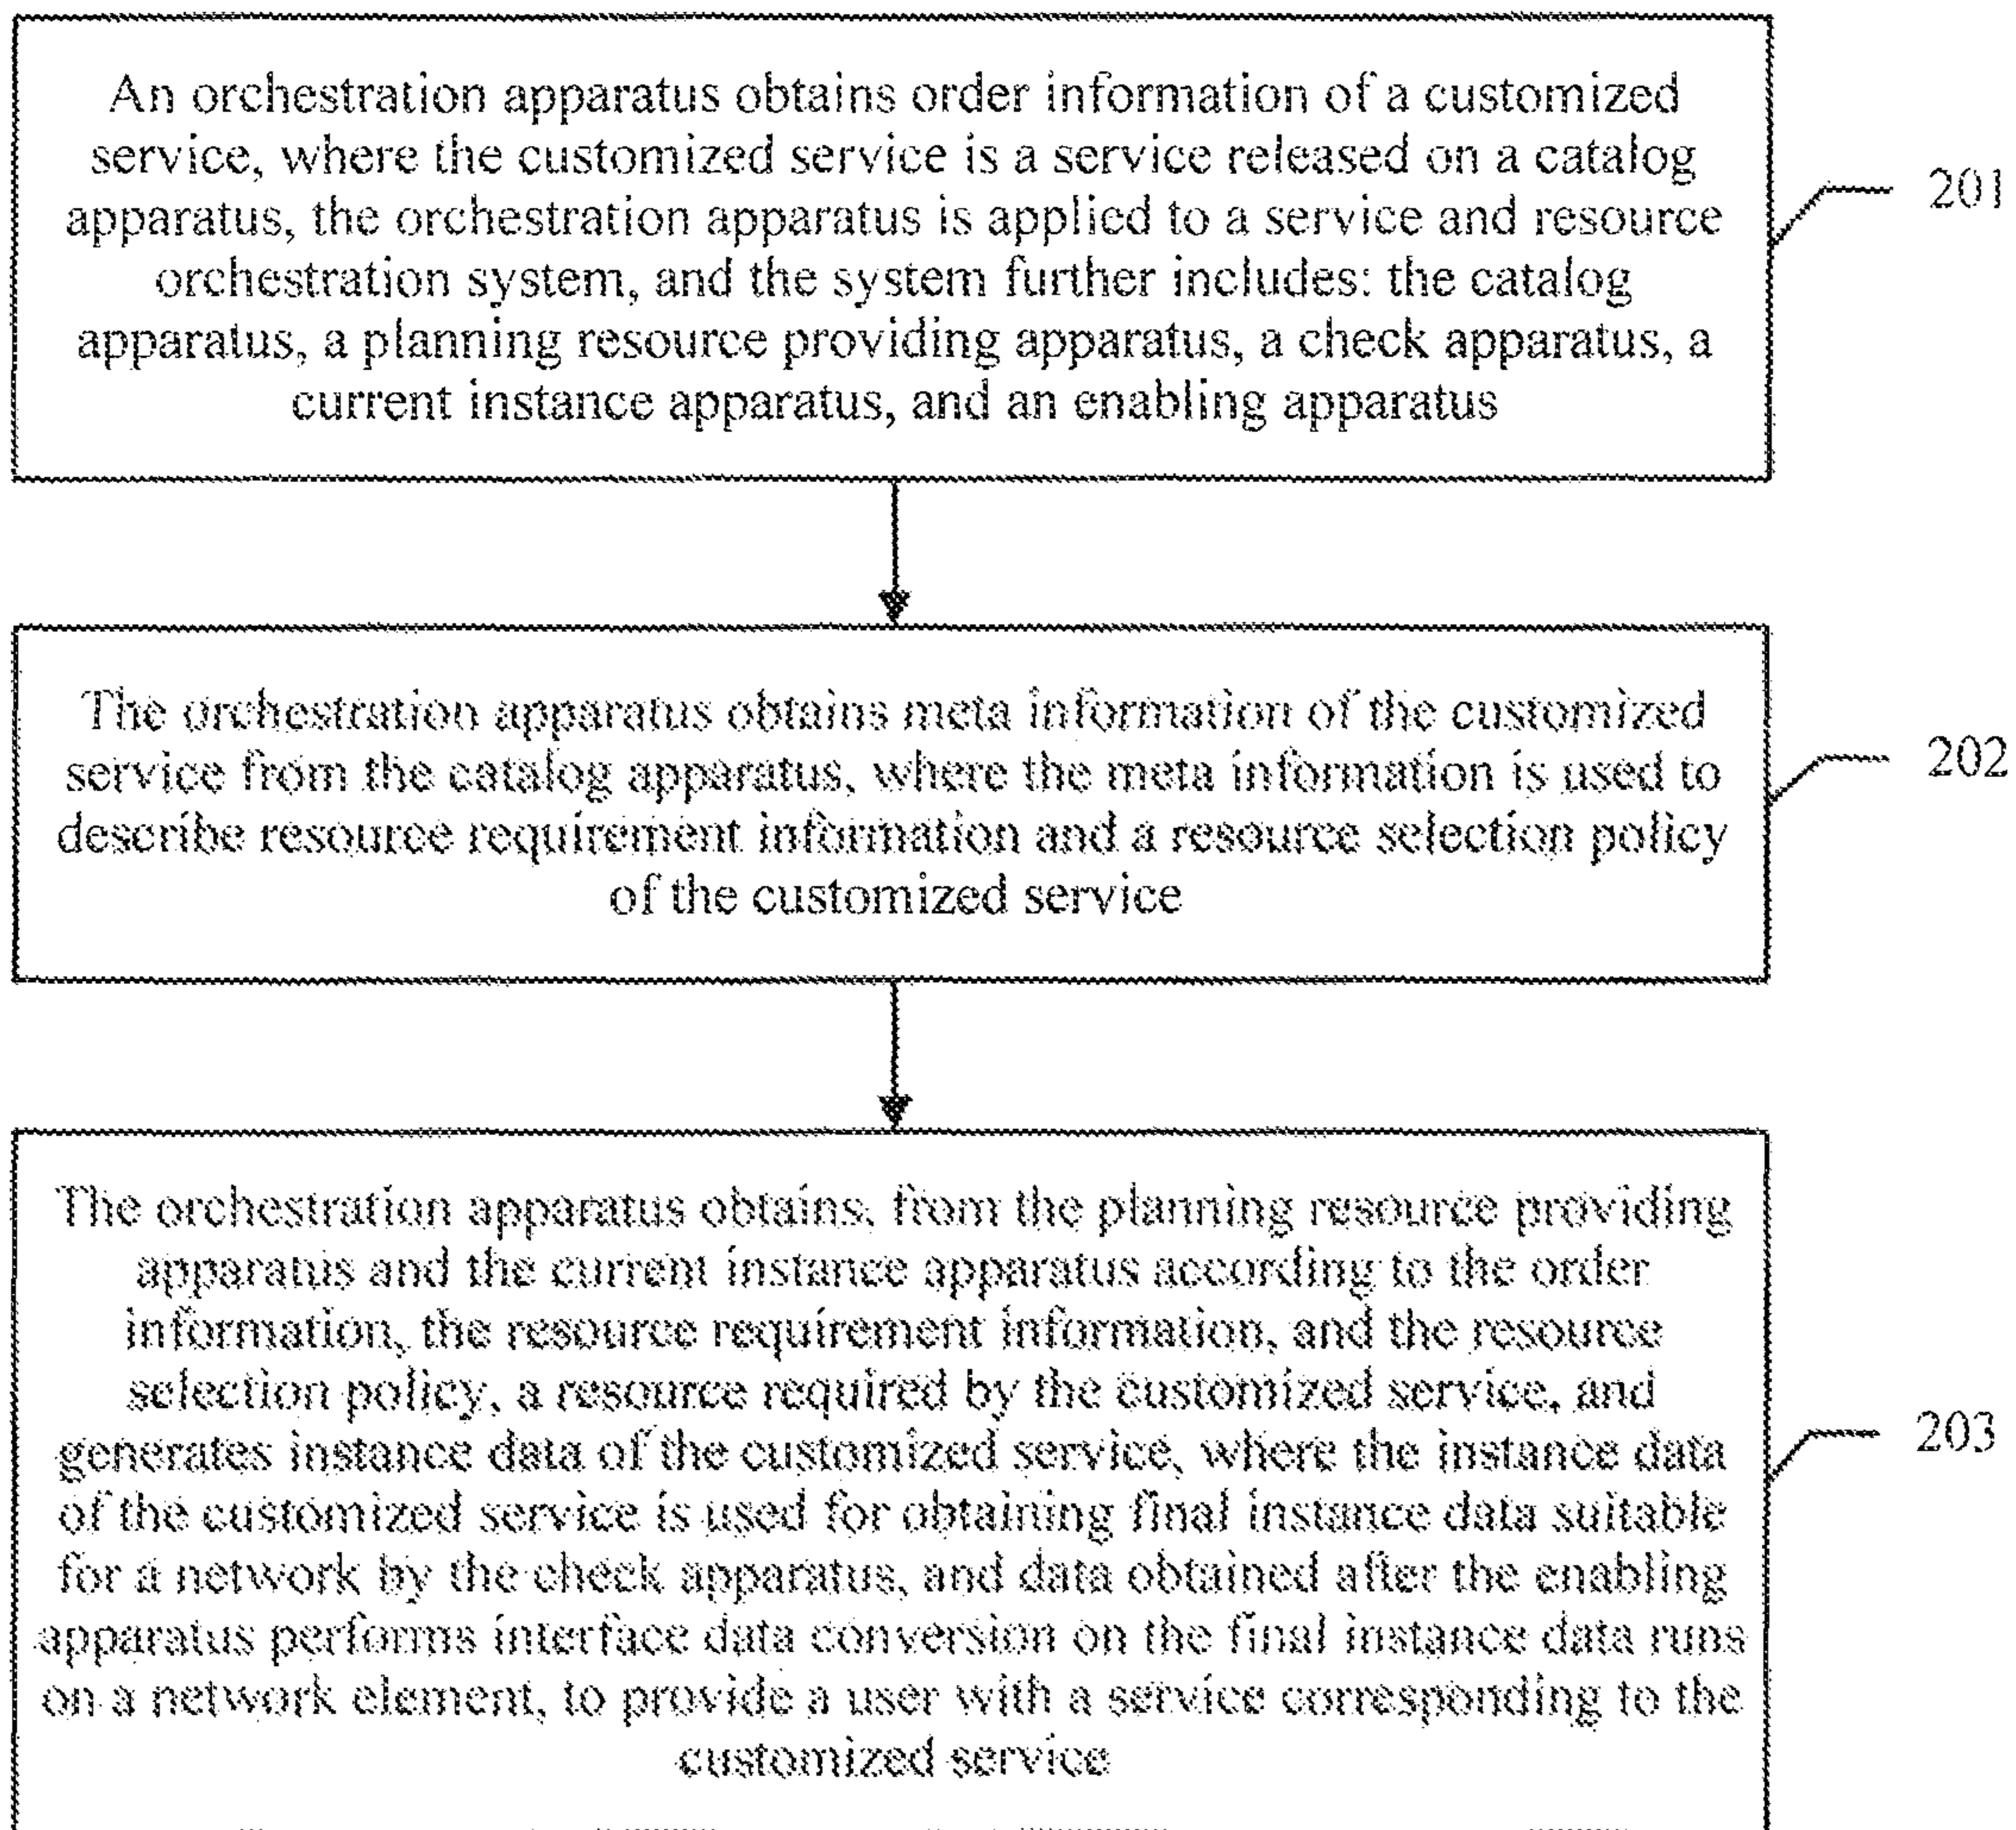 An orchestration apparatus obtains order information of a customized
service, where the customized service is a service released on a catalog
apparatus, the orchestration apparatus is applied to a service and resource
orchestration system, and the system further includes: the catalog
apparatus, a planning resource providing apparatus, a check apparatus, a
current instance apparatus, and an enabling apparatus
201
The orchestration apparatus obtains meta information of the customized
service from the catalog apparatus, where the meta information is used to
describe resource requirement information and a resource selection policy
of the customized service
202
The orchestration apparatus obtains, from the planning resource providing
apparatus and the current instance apparatus according to the order
information, the resource requirement information, and the resource
selection policy, a resource required by the customized service, and
generates instance data of the customized service, where the instance data
of the customized service is used for obtaining final instance data suitable
for a network by the check apparatus, and data obtained after the enabling
apparatus performs interface data conversion on the final instance data runs
on a network element, to provide a user with a service corresponding to the
customized service
203